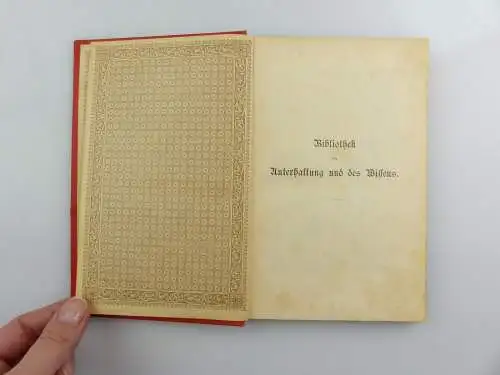 Bibliothek
der
Unterhaltung und des Wissens.